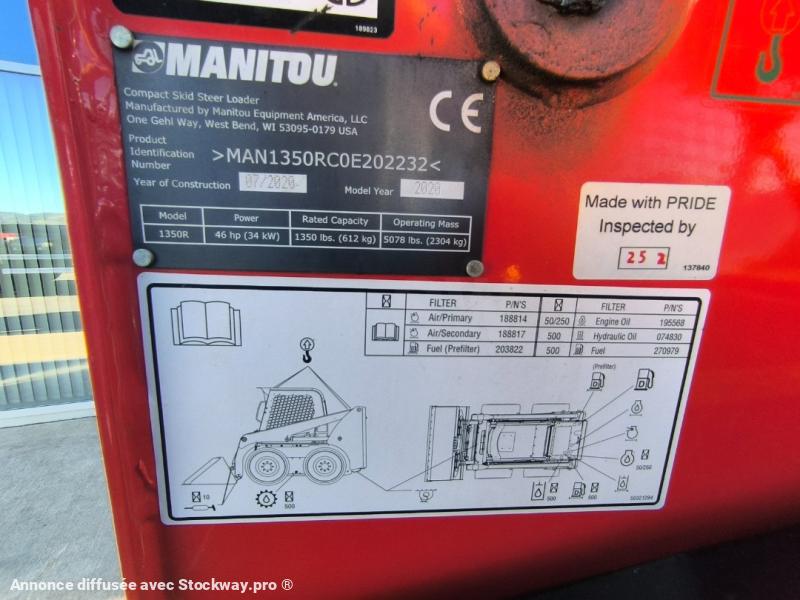 189823
MANITOU
Compact Skid Steer Loader
Manufactured by Manitou Equipment America, LLC
One Gehl Way, West Bend, WI 53095-0179 USA
Product
Identification
Number
>MAN1350RC0E202232<
CE
Year of Construction 07/2020 Model Year 2020
Model Power Rated Capacity Operating Mass
1350R 46 hp (34 kW) 1350 lbs. (612 kg) 5078 lbs. (2304 kg)
Made with PRIDE
Inspected by
25 2
137840
FILTER P/N'S FILTER P/N'S
Air/Primary 188814 50/250 Engine Oil 195568
Air/Secondary 188817 500 Hydraulic Oil 074830
Fuel (Prefilter) 203822 500 Fuel 270979
(Prefilter)
50/250
10
500
500
500
Annonce diffusée avec Stockway.pro ®